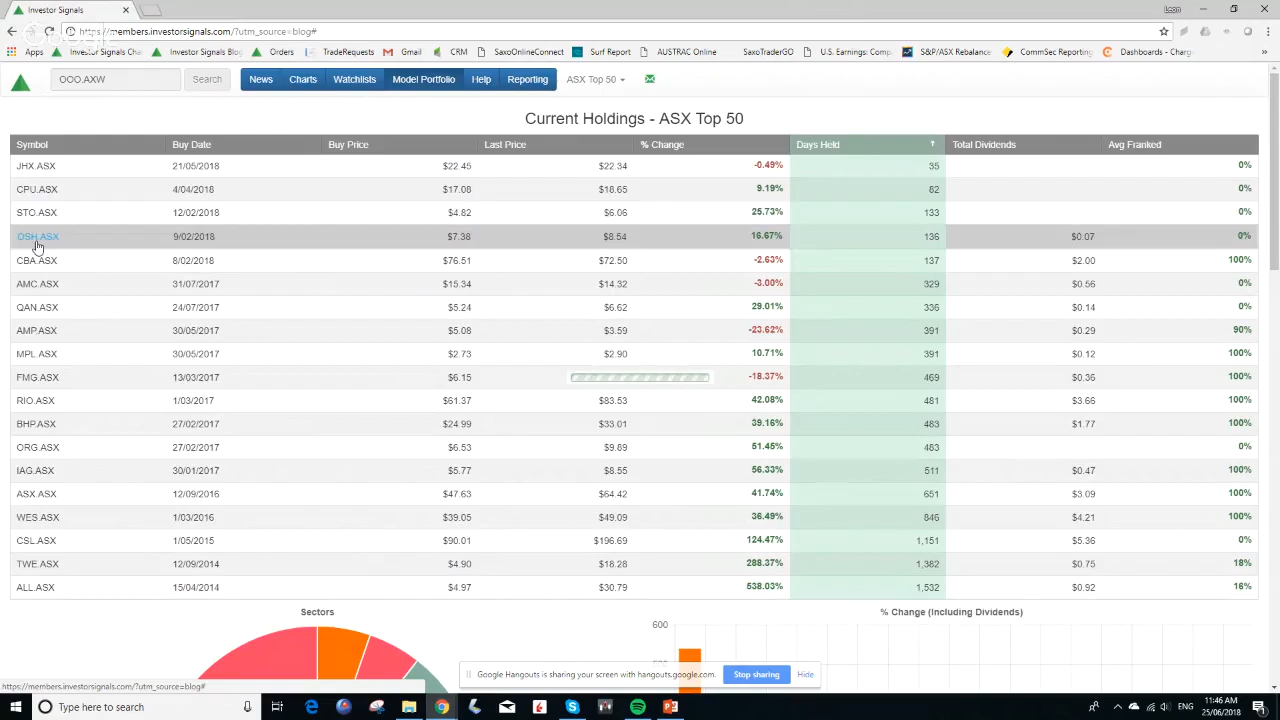 Investor Signals
https://members.investorsignals.com/?utm_source=blog#
Apps Investor Signals Cha Investor Signals Blog Orders TradeRequests Gmail CRM SaxoOnlineConnect Surf Report AUSTRAC Online SaxoTraderGO U.S. Earnings: Comp S&P/ASX Rebalance CommSec Reporting Dashboards - Charg
OOO.AXW Search News Charts Watchlists Model Portfolio Help Reporting ASX Top 50
Current Holdings - ASX Top 50
Symbol Buy Date Buy Price Last Price % Change Days Held Total Dividends Avg Franked
JHX.ASX 21/05/2018 $22.45 $22.34 -0.49% 35 0%
CPU.ASX 4/04/2018 $17.08 $18.65 9.19% 82 0%
STO.ASX 12/02/2018 $4.82 $6.06 25.73% 133 0%
OSH.ASX 9/02/2018 $7.38 $8.54 16.67% 136 $0.07 0%
CBA.ASX 8/02/2018 $76.51 $72.50 -2.63% 137 $2.00 100%
AMC.ASX 31/07/2017 $15.34 $14.32 -3.00% 329 $0.56 0%
QAN.ASX 24/07/2017 $5.24 $6.62 29.01% 336 $0.14 0%
AMP.ASX 30/05/2017 $5.08 $3.59 -23.62% 391 $0.29 90%
MPL.ASX 30/05/2017 $2.73 $2.90 10.71% 391 $0.12 100%
FMG.ASX 13/03/2017 $6.15 -18.37% 469 $0.36 100%
RIO.ASX 1/03/2017 $61.37 $83.53 42.08% 481 $3.66 100%
BHP.ASX 27/02/2017 $24.99 $33.01 39.16% 483 $1.77 100%
ORG.ASX 27/02/2017 $6.53 $9.89 51.45% 483 0%
IAG.ASX 30/01/2017 $5.77 $8.55 56.33% 511 $0.47 100%
ASX.ASX 12/09/2016 $47.63 $64.42 41.74% 651 $3.09 100%
WES.ASX 1/03/2016 $39.05 $49.09 36.49% 846 $4.21 100%
CSL.ASX 1/05/2015 $90.01 $196.69 124.47% 1,151 $5.36 0%
TWE.ASX 12/09/2014 $4.90 $18.28 288.37% 1,382 $0.75 18%
ALL.ASX 15/04/2014 $4.97 $30.79 538.03% 1,532 $0.92 16%
Sectors % Change (Including Dividends)
600
Google Hangouts is sharing your screen with hangouts.google.com. Stop sharing Hide
https://members.investorsignals.com/?utm_source=blog#
Type here to search
ENG
11:46 AM
25/06/2018